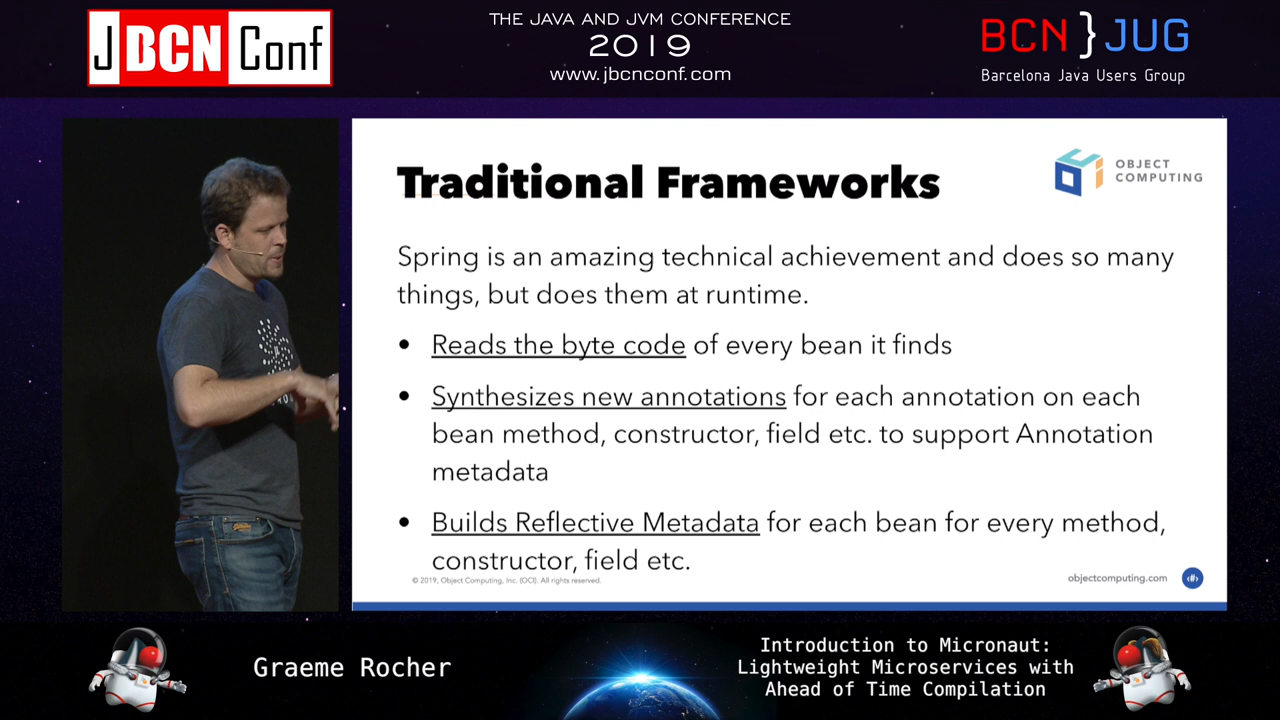 J BCN Conf
THE JAVA AND JVM CONFERENCE
2019
www.jbcnconf.com
BCN } JUG
Barcelona Java Users Group
Traditional Frameworks
OBJECT
COMPUTING
Spring is an amazing technical achievement and does so many
things, but does them at runtime.
• Reads the byte code of every bean it finds
• Synthesizes new annotations for each annotation on each
bean method, constructor, field etc. to support Annotation
metadata
• Builds Reflective Metadata for each bean for every method,
constructor, field etc.
© 2019, Object Computing, Inc. (OCI). All rights reserved.
objectcomputing.com
‹#›
Graeme Rocher
Introduction to Micronaut:
Lightweight Microservices with
Ahead of Time Compilation